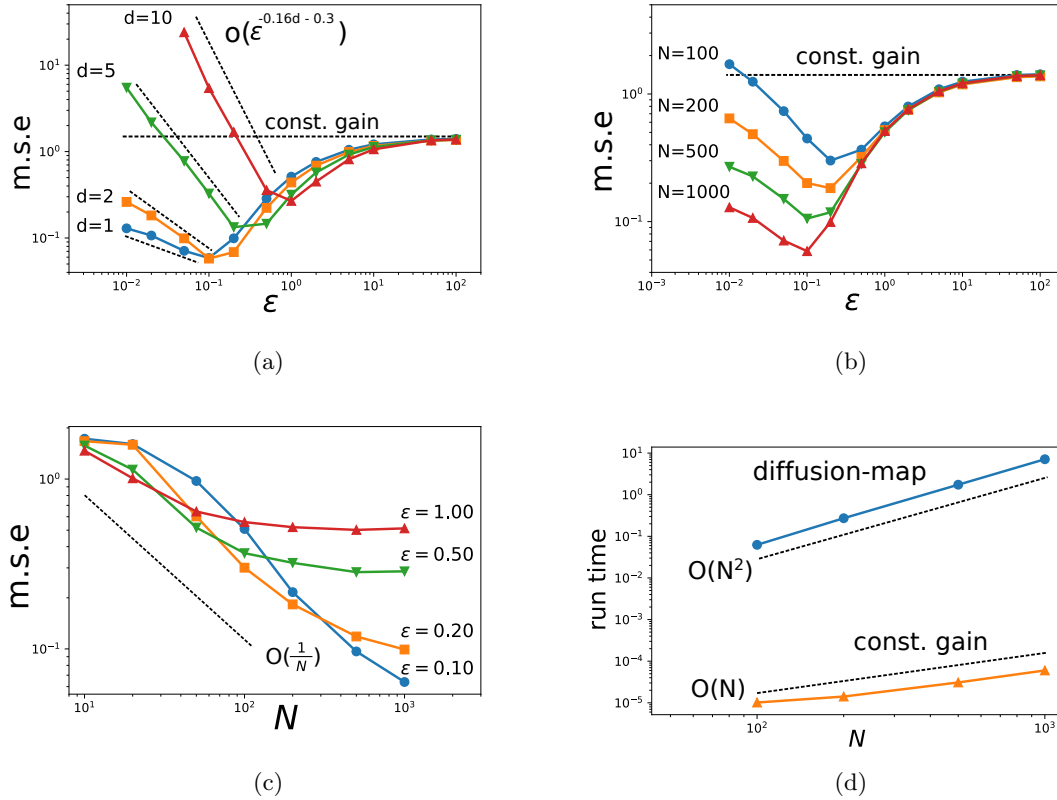 d=10
o(ε^{-0.16d - 0.3})
d=5
const. gain
d=2
d=1
m.s.e
10^1
10^0
10^{-1}
10^{-2} 10^{-1} 10^0 10^1 10^2
ε
(a)
N=100
const. gain
N=200
N=500
N=1000
m.s.e
10^0
10^{-1}
10^{-3} 10^{-2} 10^{-1} 10^0 10^1 10^2
ε
(b)
m.s.e
10^0
10^{-1}
ε = 1.00
ε = 0.50
ε = 0.20
ε = 0.10
O(\frac{1}{N})
10^1 10^2 10^3
N
(c)
diffusion-map
O(N^2)
const. gain
O(N)
run time
10^1
10^0
10^{-1}
10^{-2}
10^{-4}
10^{-5}
10^2 10^3
N
(d)